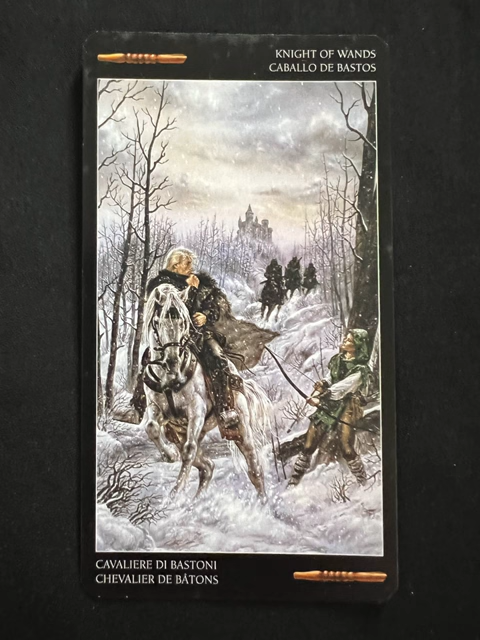 KNIGHT OF WANDS
CABALLO DE BASTOS
CAVALIERE DI BASTONI
CHEVALIER DE BÂTONS